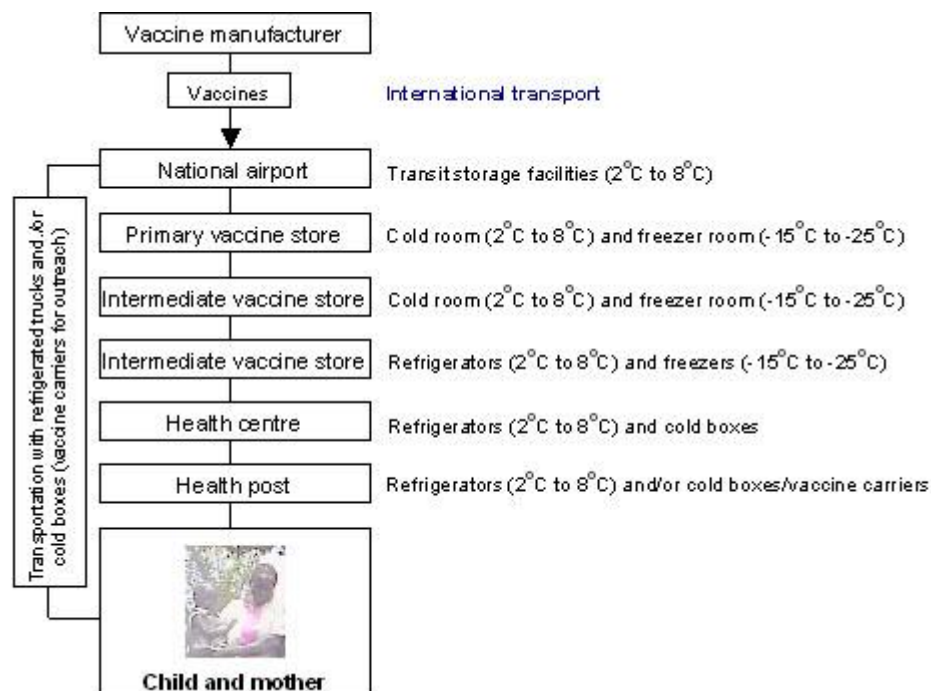 Vaccine manufacturer
Vaccines
International transport
National airport
Transit storage facilities (2°C to 8°C)
Primary vaccine store
Cold room (2°C to 8°C) and freezer room (-15°C to -25°C)
Intermediate vaccine store
Cold room (2°C to 8°C) and freezer room (-15°C to -25°C)
Intermediate vaccine store
Refrigerators (2°C to 8°C) and freezers (-15°C to -25°C)
Health centre
Refrigerators (2°C to 8°C) and cold boxes
Health post
Refrigerators (2°C to 8°C) and/or cold boxes/vaccine carriers
Transportation with refrigerated trucks and./or
cold boxes (vaccine carriers for outreach)
Child and mother